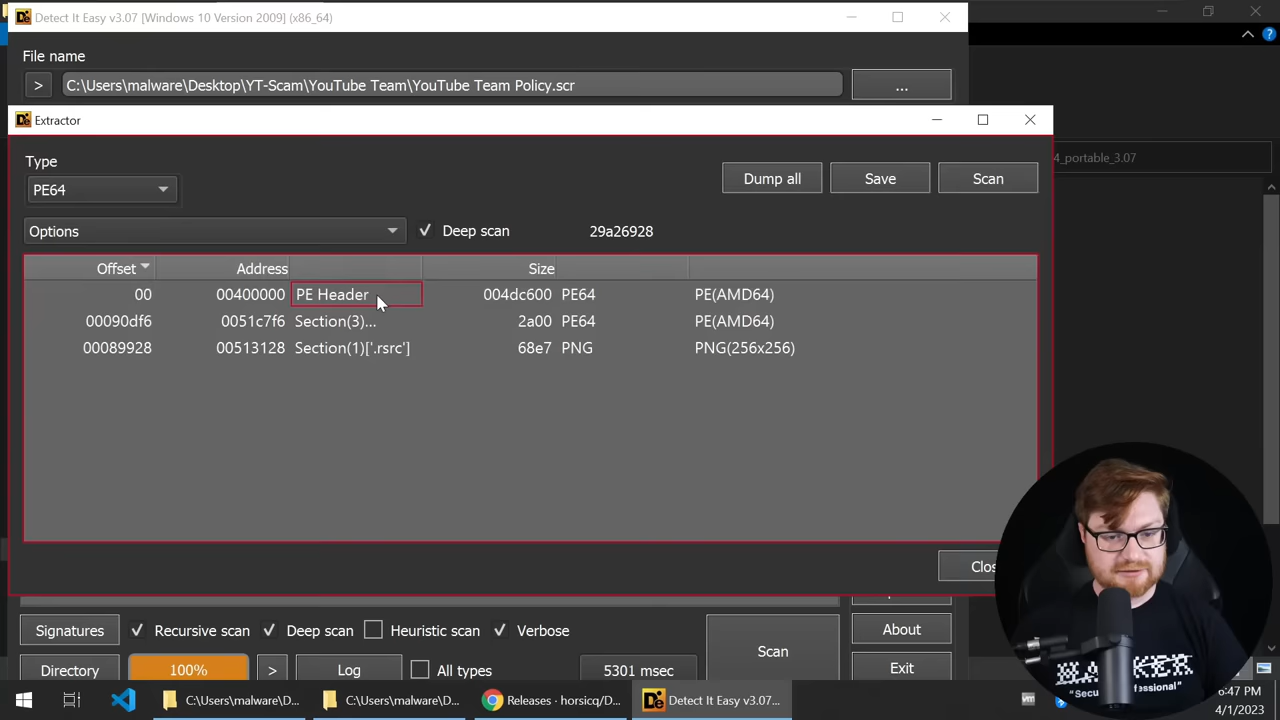 Detect It Easy v3.07 [Windows 10 Version 2009] (x86_64)
File name
> C:\Users\malware\Desktop\YT-Scam\YouTube Team\YouTube Team Policy.scr ...
Extractor
4_portable_3.07
Type
PE64 Dump all Save Scan
Options Deep scan 29a26928
Offset Address Size
00 00400000 PE Header 004dc600 PE64 PE(AMD64)
00090df6 0051c7f6 Section(3)... 2a00 PE64 PE(AMD64)
00089928 00513128 Section(1)['.rsrc'] 68e7 PNG PNG(256x256)
Signatures Recursive scan Deep scan Heuristic scan Verbose Scan About
Directory 100% > Log All types 5301 msec Exit
C:\Users\malware\D... C:\Users\malware\D... Releases · horsicq/D... Detect It Easy v3.07... vm 6:47 PM
4/1/2023